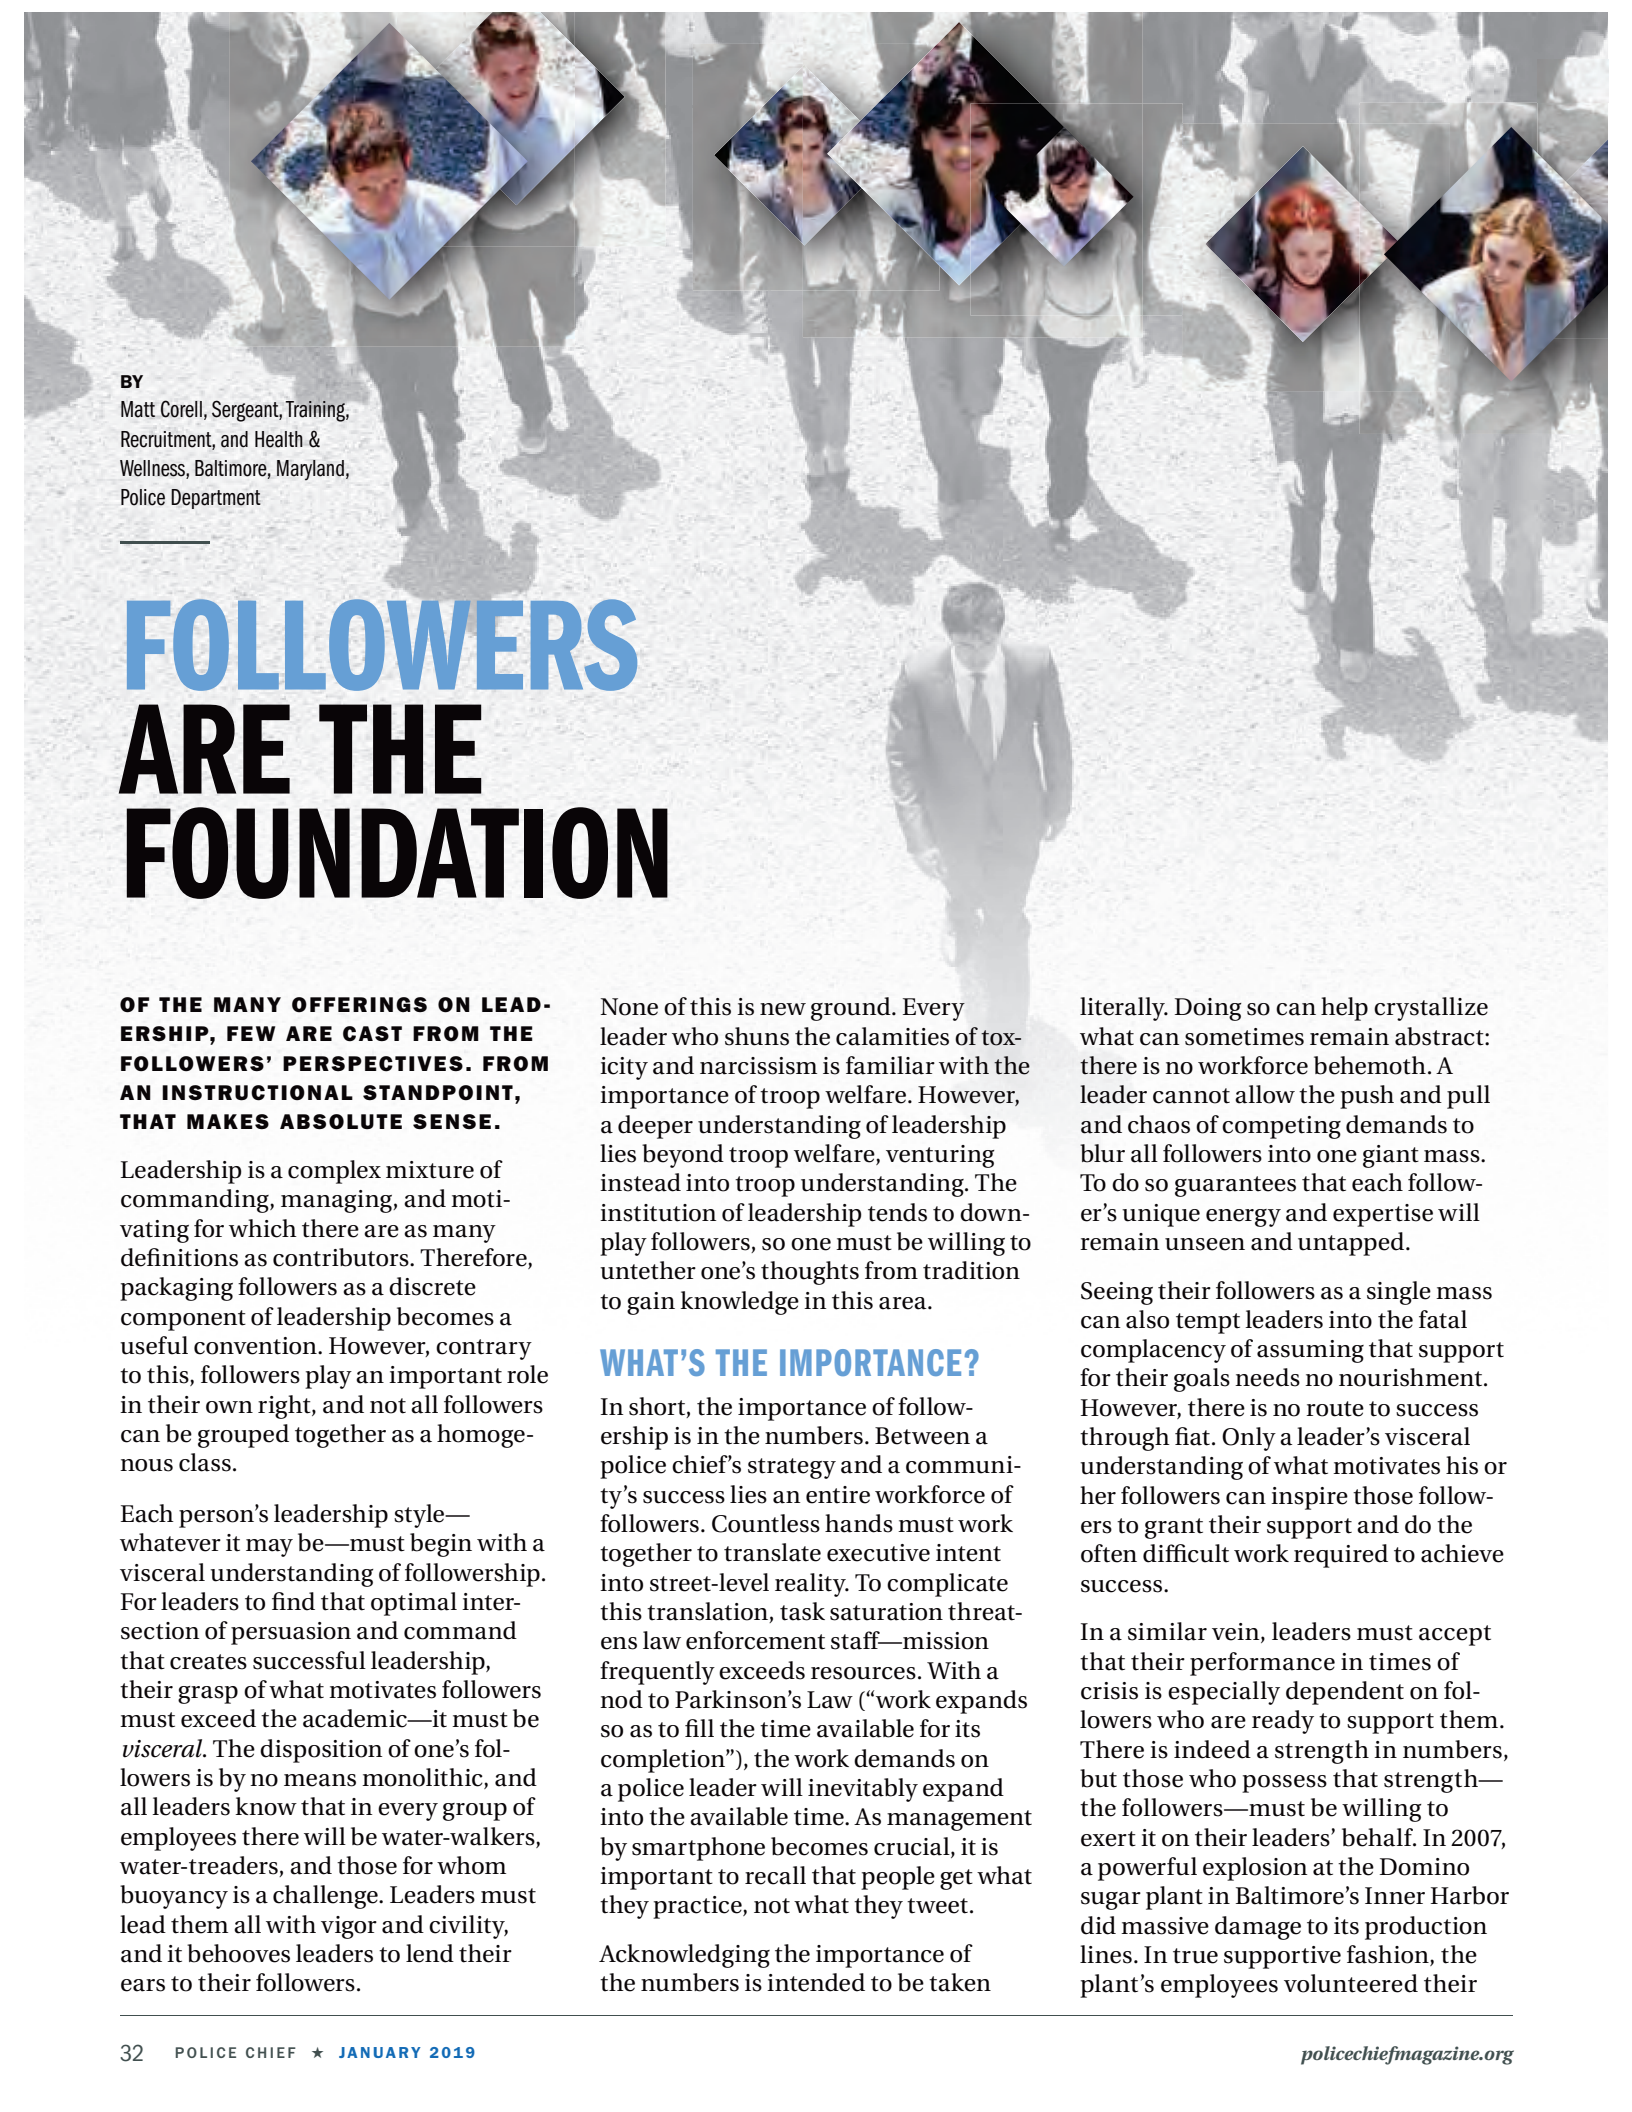 BY
Matt Corell, Sergeant, Training,
Recruitment, and Health &
Wellness, Baltimore, Maryland,
Police Department
FOLLOWERS
ARE THE
FOUNDATION
OF THE MANY OFFERINGS ON LEAD-
ERSHIP, FEW ARE CAST FROM THE
FOLLOWERS’ PERSPECTIVES. FROM
AN INSTRUCTIONAL STANDPOINT,
THAT MAKES ABSOLUTE SENSE.
Leadership is a complex mixture of
commanding, managing, and moti-
vating for which there are as many
definitions as contributors. Therefore,
packaging followers as a discrete
component of leadership becomes a
useful convention. However, contrary
to this, followers play an important role
in their own right, and not all followers
can be grouped together as a homoge-
nous class.
Each person’s leadership style—
whatever it may be—must begin with a
visceral understanding of followership.
For leaders to find that optimal inter-
section of persuasion and command
that creates successful leadership,
their grasp of what motivates followers
must exceed the academic—it must be
visceral. The disposition of one’s fol-
lowers is by no means monolithic, and
all leaders know that in every group of
employees there will be water-walkers,
water-treaders, and those for whom
buoyancy is a challenge. Leaders must
lead them all with vigor and civility,
and it behooves leaders to lend their
ears to their followers.
None of this is new ground. Every
leader who shuns the calamities of tox-
icity and narcissism is familiar with the
importance of troop welfare. However,
a deeper understanding of leadership
lies beyond troop welfare, venturing
instead into troop understanding. The
institution of leadership tends to down-
play followers, so one must be willing to
untether one’s thoughts from tradition
to gain knowledge in this area.
WHAT’S THE IMPORTANCE?
In short, the importance of follow-
ership is in the numbers. Between a
police chief’s strategy and a communi-
ty’s success lies an entire workforce of
followers. Countless hands must work
together to translate executive intent
into street-level reality. To complicate
this translation, task saturation threat-
ens law enforcement staff—mission
frequently exceeds resources. With a
nod to Parkinson’s Law (“work expands
so as to fill the time available for its
completion”), the work demands on
a police leader will inevitably expand
into the available time. As management
by smartphone becomes crucial, it is
important to recall that people get what
they practice, not what they tweet.
Acknowledging the importance of
the numbers is intended to be taken
literally. Doing so can help crystallize
what can sometimes remain abstract:
there is no workforce behemoth. A
leader cannot allow the push and pull
and chaos of competing demands to
blur all followers into one giant mass.
To do so guarantees that each follow-
er’s unique energy and expertise will
remain unseen and untapped.
Seeing their followers as a single mass
can also tempt leaders into the fatal
complacency of assuming that support
for their goals needs no nourishment.
However, there is no route to success
through fiat. Only a leader’s visceral
understanding of what motivates his or
her followers can inspire those follow-
ers to grant their support and do the
often difficult work required to achieve
success.
In a similar vein, leaders must accept
that their performance in times of
crisis is especially dependent on fol-
lowers who are ready to support them.
There is indeed a strength in numbers,
but those who possess that strength—
the followers—must be willing to
exert it on their leaders’ behalf. In 2007,
a powerful explosion at the Domino
sugar plant in Baltimore’s Inner Harbor
did massive damage to its production
lines. In true supportive fashion, the
plant’s employees volunteered their
32 POLICE CHIEF ★ JANUARY 2019
policechiefmagazine.org